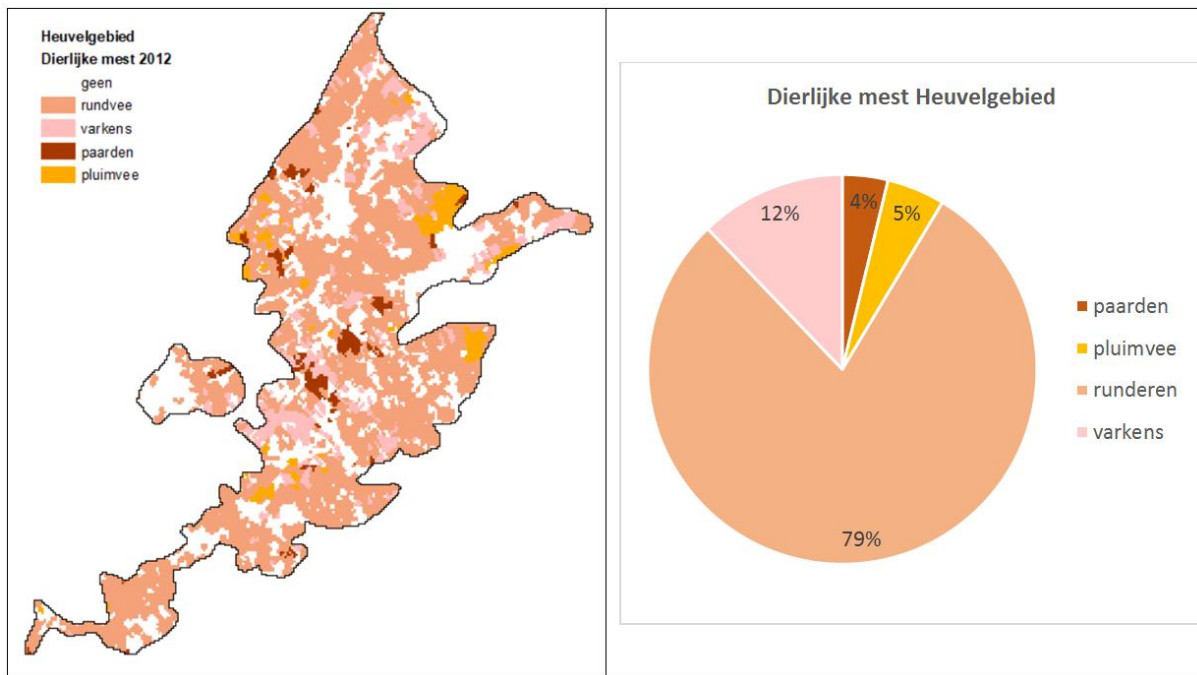 Heuvelgebied
Dierlijke mest 2012
geen
rundvee
varkens
paarden
pluimvee
Dierlijke mest Heuvelgebied
4%
5%
12%
79%
paarden
pluimvee
runderen
varkens